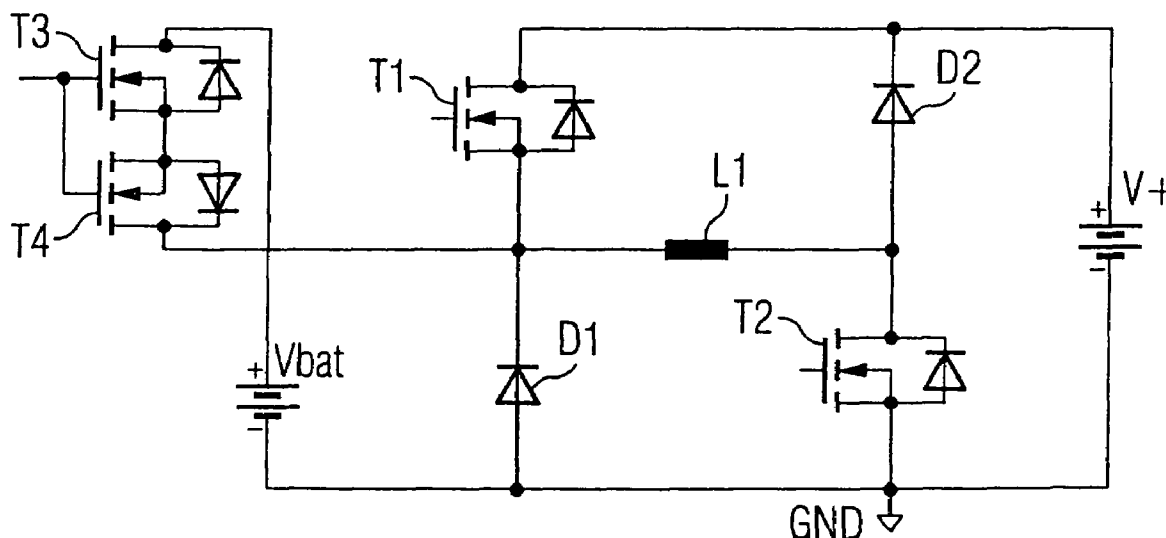 T3
T1
D2
L1
V+
+
-
T4
T2
D1
+
Vbat
-
GND